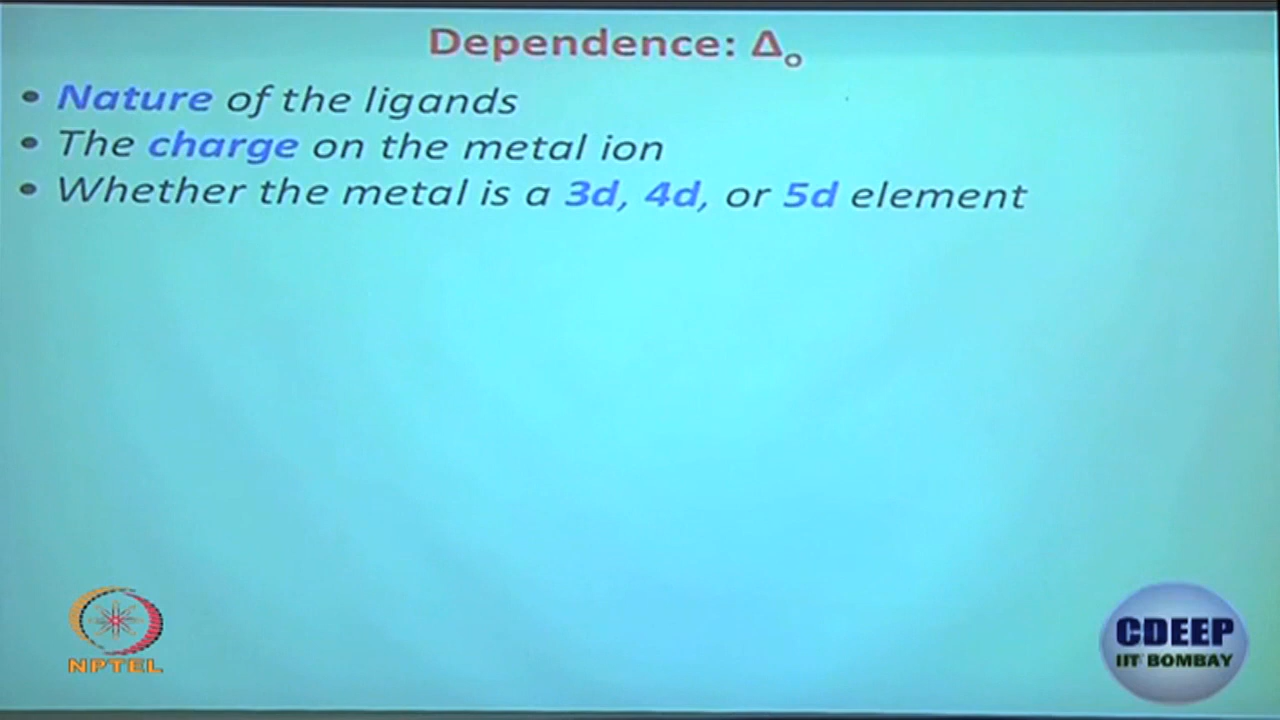 Dependence: Δₒ
• Nature of the ligands
• The charge on the metal ion
• Whether the metal is a 3d, 4d, or 5d element
NPTEL
CDEEP
IIT BOMBAY